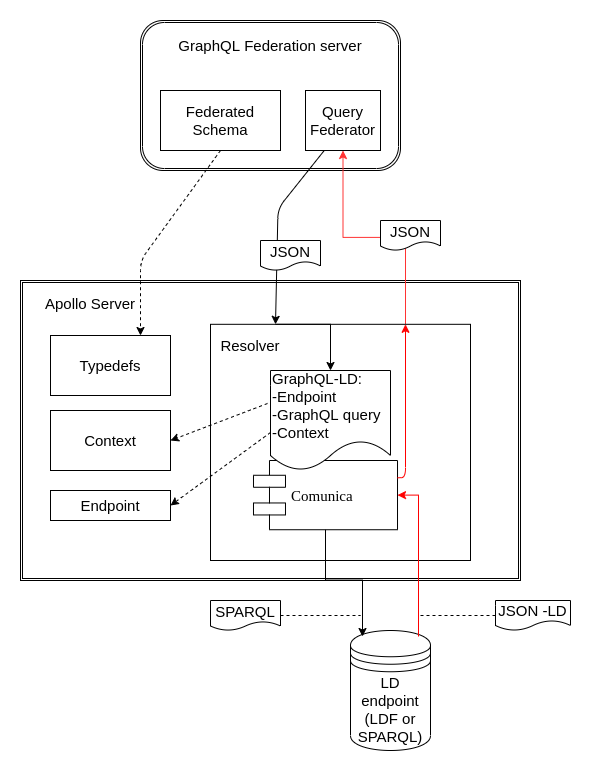 GraphQL Federation server
Federated
Schema
Query
Federator
JSON
JSON
Apollo Server
Typedefs
Resolver
GraphQL-LD:
-Endpoint
-GraphQL query
-Context
Context
Endpoint
Comunica
SPARQL
JSON -LD
LD
endpoint
(LDF or
SPARQL)